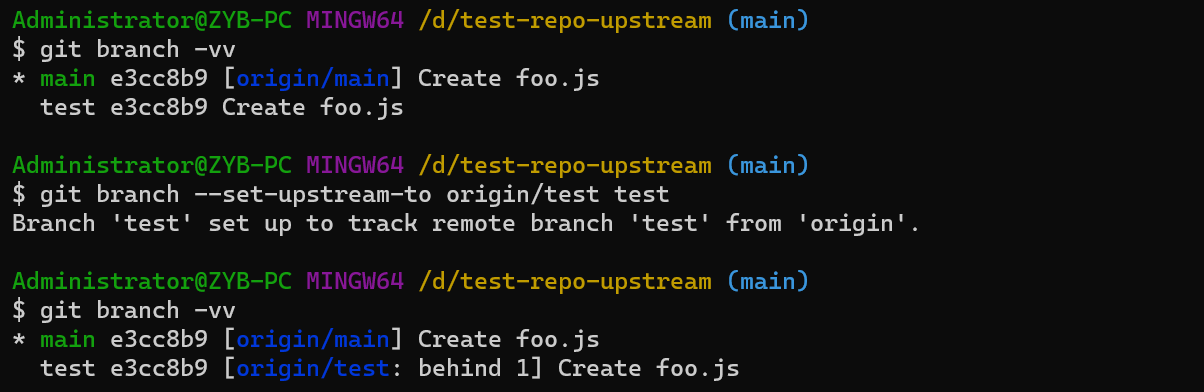 Administrator@ZYB-PC MINGW64 /d/test-repo-upstream (main)
$ git branch -vv
* main e3cc8b9 [origin/main] Create foo.js
  test e3cc8b9 Create foo.js

Administrator@ZYB-PC MINGW64 /d/test-repo-upstream (main)
$ git branch --set-upstream-to origin/test test
Branch 'test' set up to track remote branch 'test' from 'origin'.

Administrator@ZYB-PC MINGW64 /d/test-repo-upstream (main)
$ git branch -vv
* main e3cc8b9 [origin/main] Create foo.js
  test e3cc8b9 [origin/test: behind 1] Create foo.js